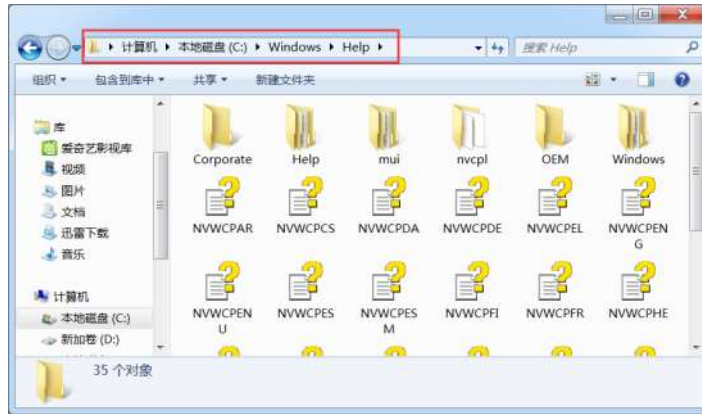 计算机 本地磁盘 (C:) Windows Help
搜索 Help
组织 包含到库中 共享 新建文件夹
库
爱奇艺影视库
视频
图片
文档
迅雷下载
音乐
计算机
本地磁盘 (C:)
新加卷 (D:)
Corporate Help mui nvcpl OEM Windows
NVWCPAR NVWCPCS NVWCPDA NVWCPDE NVWCPEL NVWCPEN
G
NVWCPEN NVWCPES NVWCPES NVWCPFI NVWCPFR NVWCPHE
U M
35 个对象